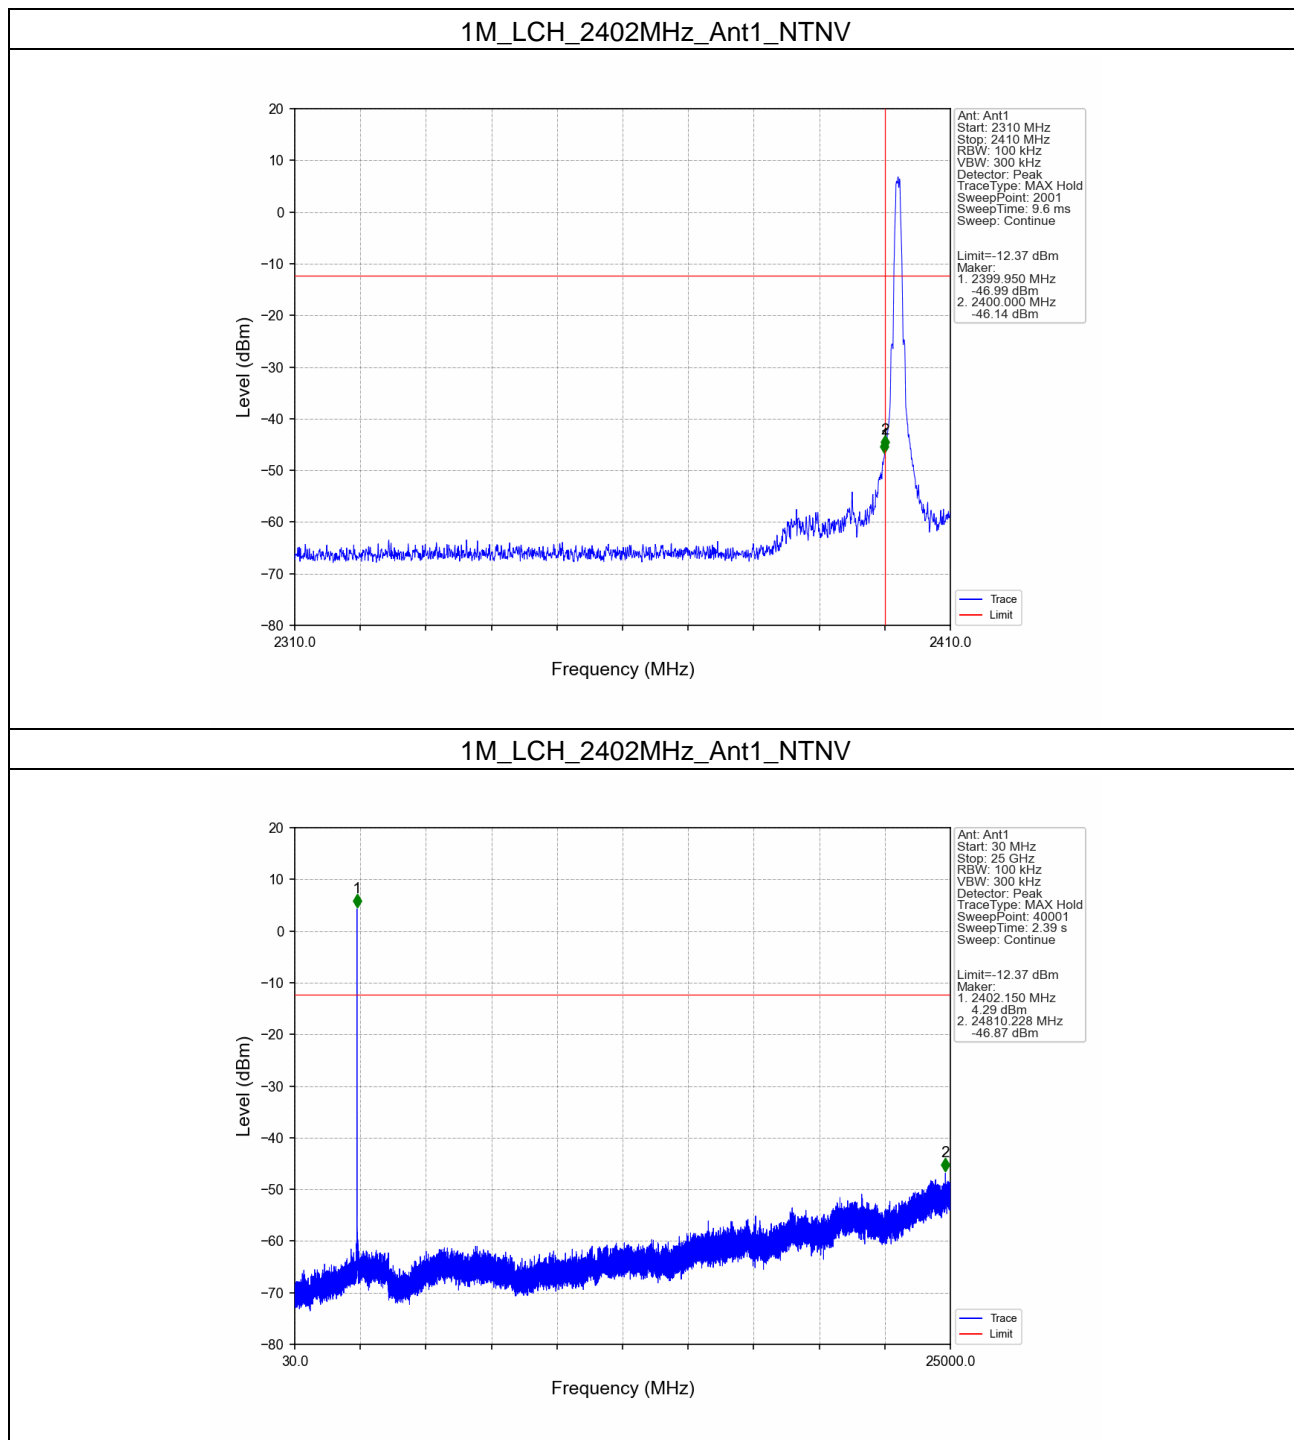 1M_LCH_2402MHz_Ant1_NTNV
20
10
0
−10
−20
−30
−40
−50
−60
−70
−80
Level (dBm)
2310.0
2410.0
Frequency (MHz)
2
Ant: Ant1
Start: 2310 MHz
Stop: 2410 MHz
RBW: 100 kHz
VBW: 300 kHz
Detector: Peak
TraceType: MAX Hold
SweepPoint: 2001
SweepTime: 9.6 ms
Sweep: Continue
Limit=-12.37 dBm
Maker:
1. 2399.950 MHz
-46.99 dBm
2. 2400.000 MHz
-46.14 dBm
Trace
Limit
1M_LCH_2402MHz_Ant1_NTNV
20
10
0
−10
−20
−30
−40
−50
−60
−70
−80
Level (dBm)
30.0
25000.0
Frequency (MHz)
1
2
Ant: Ant1
Start: 30 MHz
Stop: 25 GHz
RBW: 100 kHz
VBW: 300 kHz
Detector: Peak
TraceType: MAX Hold
SweepPoint: 40001
SweepTime: 2.39 s
Sweep: Continue
Limit=-12.37 dBm
Maker:
1. 2402.150 MHz
4.29 dBm
2. 24810.228 MHz
-46.87 dBm
Trace
Limit